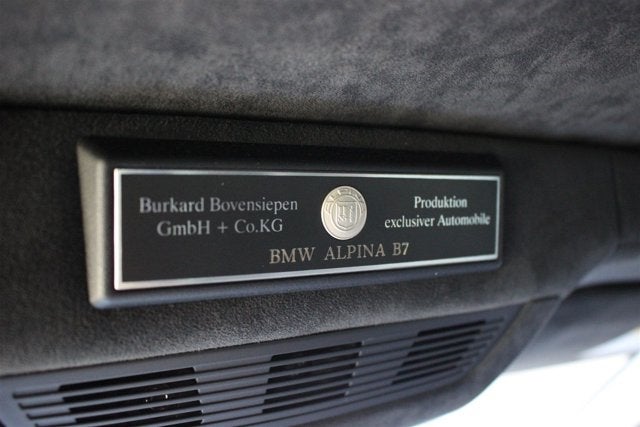 Burkard Bovensiepen
GmbH + Co.KG
Produktion
exclusiver Automobile
BMW ALPINA B7